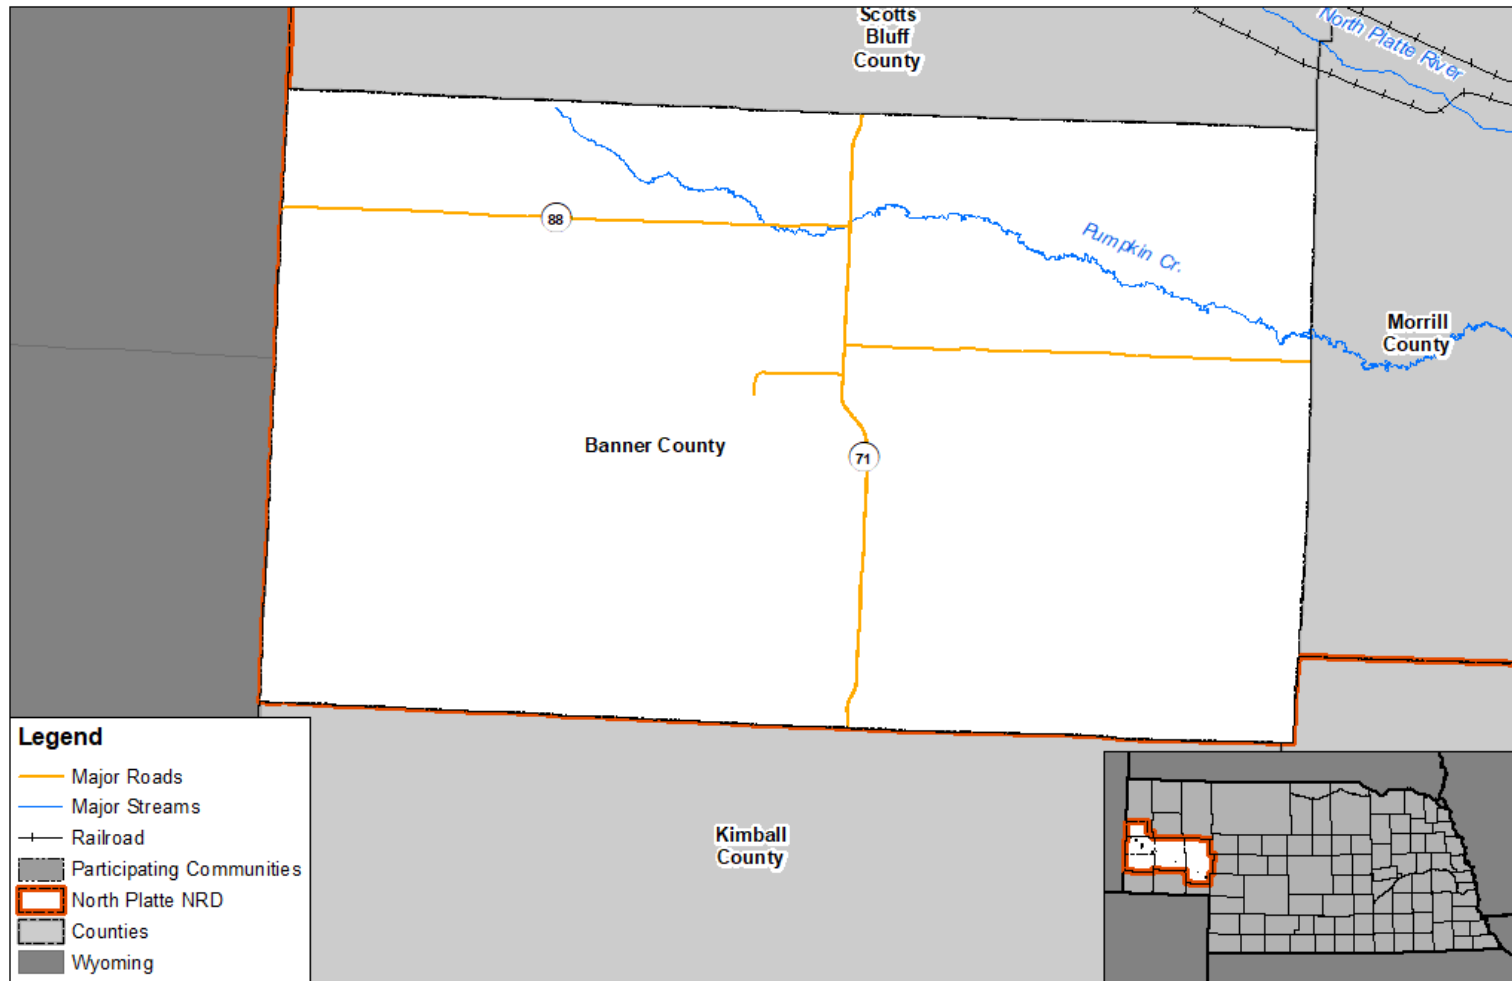 Scotts
Bluff
County
North Platte River
88
Pumpkin Cr.
Morrill
County
Banner County
71
Kimball
County
Legend
Major Roads
Major Streams
Railroad
Participating Communities
North Platte NRD
Counties
Wyoming